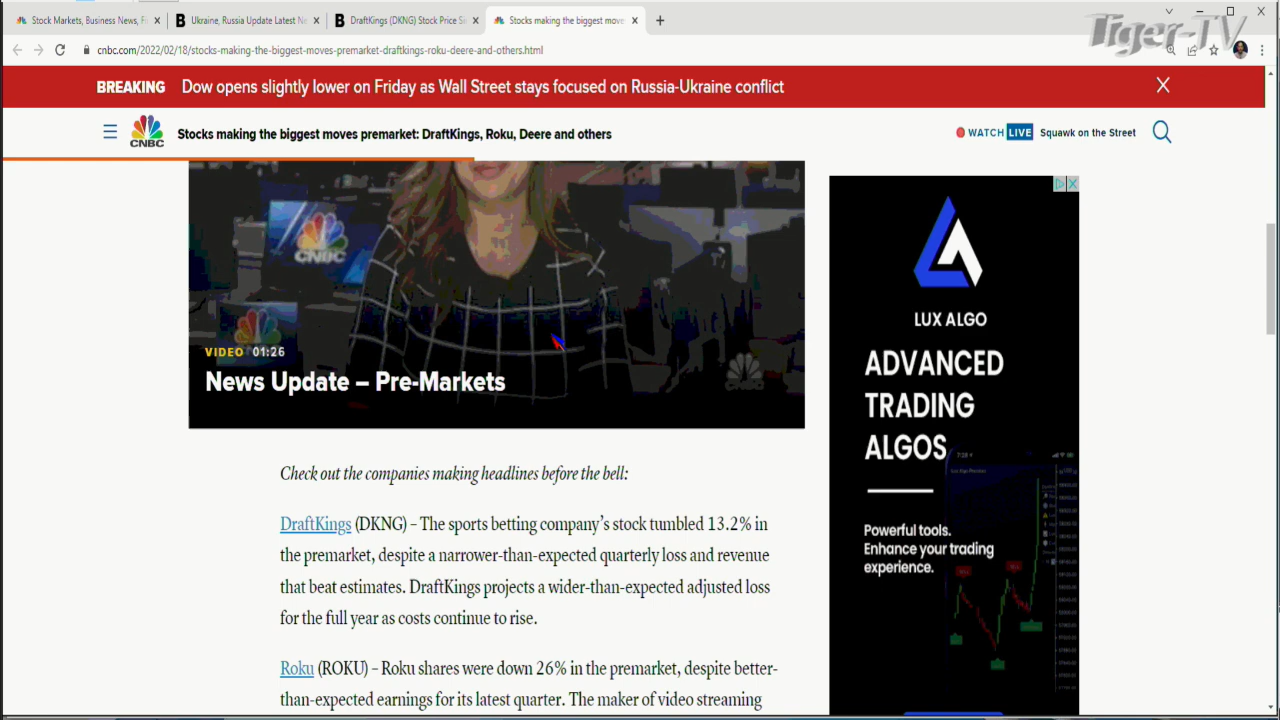 Stock Markets, Business News, Fi
Ukraine, Russia Update Latest Ne
DraftKings (DKNG) Stock Price Si
Stocks making the biggest move
Tiger-TV
cnbc.com/2022/02/18/stocks-making-the-biggest-moves-premarket-draftkings-roku-deere-and-others.html
BREAKING Dow opens slightly lower on Friday as Wall Street stays focused on Russia-Ukraine conflict
CNBC
Stocks making the biggest moves premarket: DraftKings, Roku, Deere and others
WATCH LIVE Squawk on the Street
CNBC
VIDEO 01:26
News Update – Pre-Markets
Check out the companies making headlines before the bell:
DraftKings (DKNG) – The sports betting company’s stock tumbled 13.2% in
the premarket, despite a narrower-than-expected quarterly loss and revenue
that beat estimates. DraftKings projects a wider-than-expected adjusted loss
for the full year as costs continue to rise.
Roku (ROKU) – Roku shares were down 26% in the premarket, despite better-
than-expected earnings for its latest quarter. The maker of video streaming
LUX ALGO
ADVANCED
TRADING
ALGOS
7:28
Powerful tools.
Enhance your trading
experience.